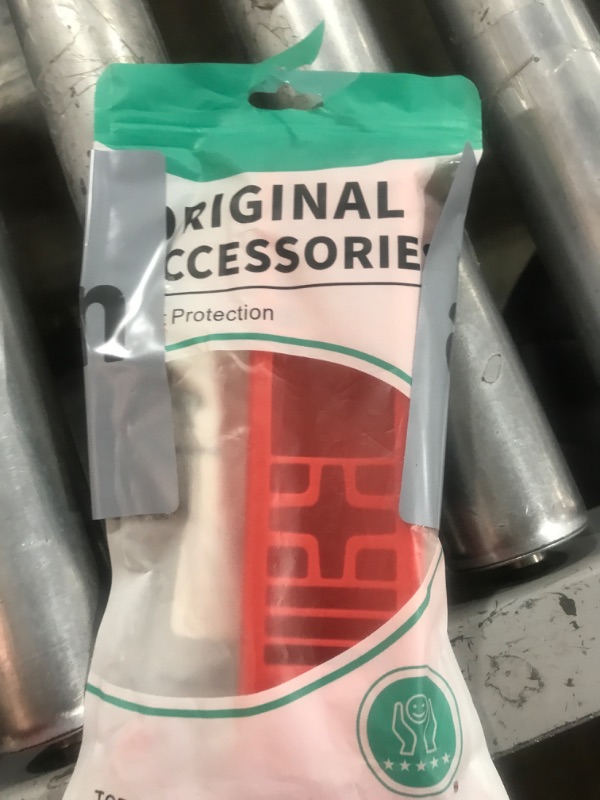 ORIGINAL
CCESSORIE
Protection
n